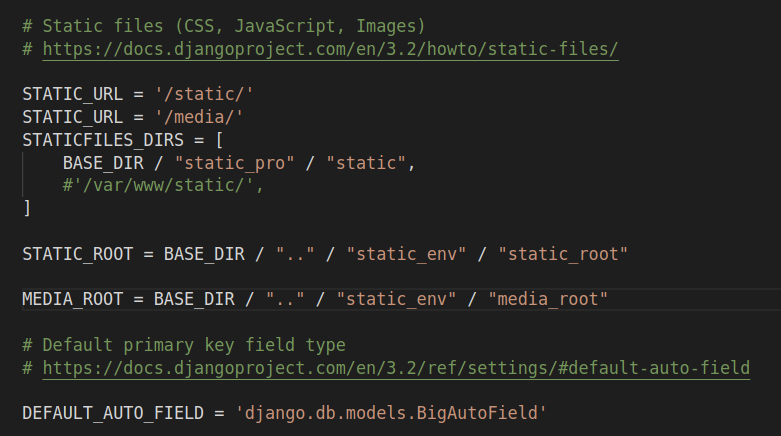 # Static files (CSS, JavaScript, Images)
# https://docs.djangoproject.com/en/3.2/howto/static-files/
STATIC_URL = '/static/'
STATIC_URL = '/media/'
STATICFILES_DIRS = [
    BASE_DIR / "static_pro" / "static",
    #'/var/www/static/',
]
STATIC_ROOT = BASE_DIR / ".." / "static_env" / "static_root"
MEDIA_ROOT = BASE_DIR / ".." / "static_env" / "media_root"
# Default primary key field type
# https://docs.djangoproject.com/en/3.2/ref/settings/#default-auto-field
DEFAULT_AUTO_FIELD = 'django.db.models.BigAutoField'